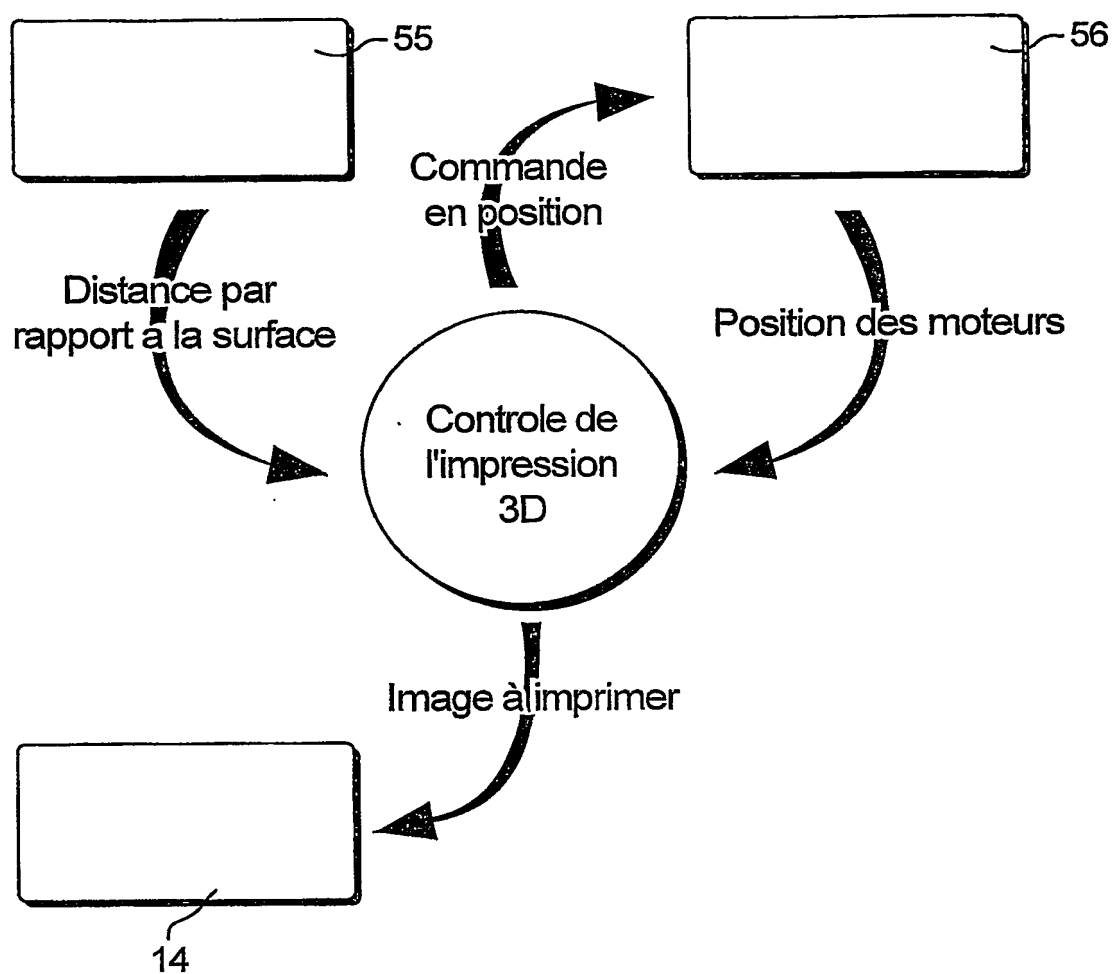 55
56
Commande
en position
Distance par
rapport à la surface
Position des moteurs
Controle de
l'impression
3D
Image à imprimer
14